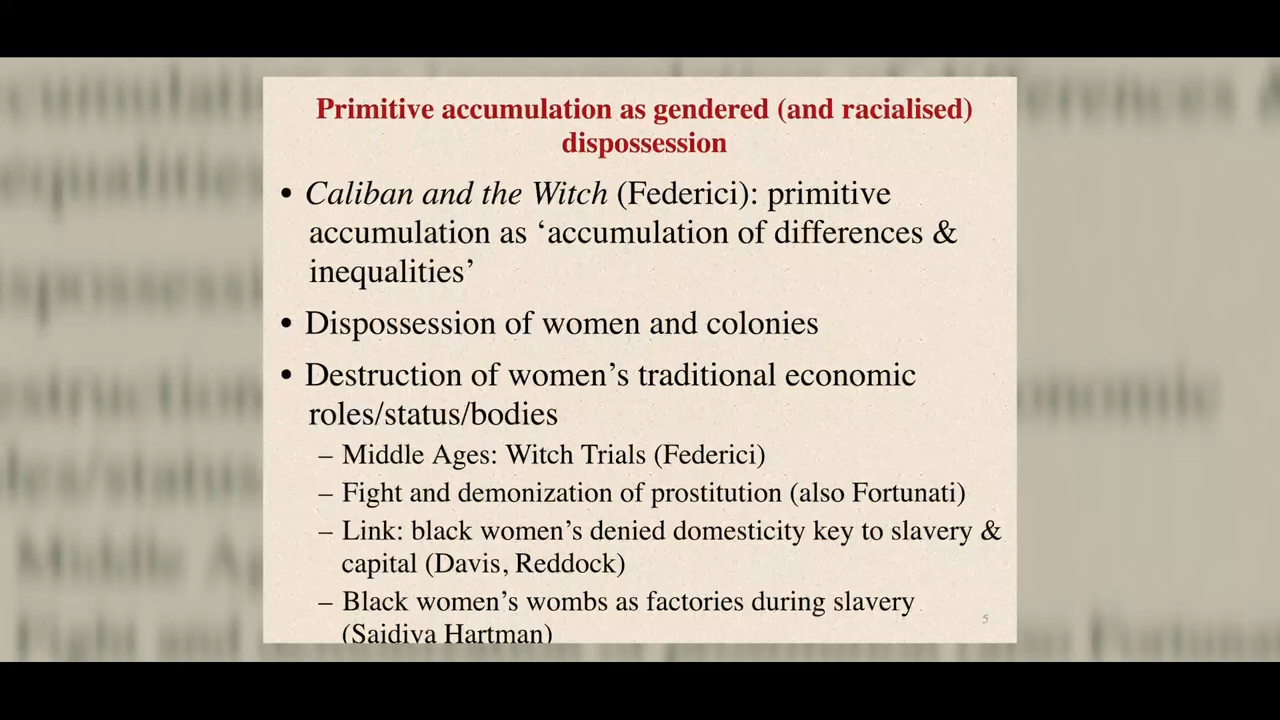 Primitive accumulation as gendered (and racialised)
dispossession
• Caliban and the Witch (Federici): primitive
accumulation as ‘accumulation of differences &
inequalities’
• Dispossession of women and colonies
• Destruction of women’s traditional economic
roles/status/bodies
– Middle Ages: Witch Trials (Federici)
– Fight and demonization of prostitution (also Fortunati)
– Link: black women’s denied domesticity key to slavery &
capital (Davis, Reddock)
– Black women’s wombs as factories during slavery
(Saidiya Hartman)
5